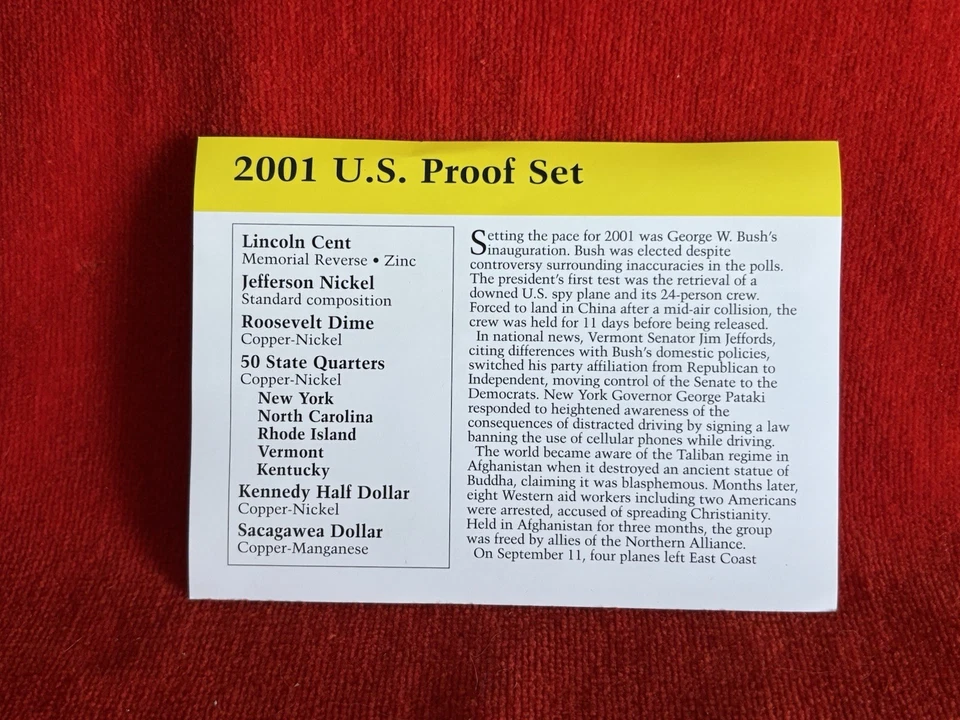 2001 U.S. Proof Set
Lincoln Cent
Memorial Reverse • Zinc
Jefferson Nickel
Standard composition
Roosevelt Dime
Copper-Nickel
50 State Quarters
Copper-Nickel
New York
North Carolina
Rhode Island
Vermont
Kentucky
Kennedy Half Dollar
Copper-Nickel
Sacagawea Dollar
Copper-Manganese
Setting the pace for 2001 was George W. Bush's
inauguration. Bush was elected despite
controversy surrounding inaccuracies in the polls.
The president's first test was the retrieval of a
downed U.S. spy plane and its 24-person crew.
Forced to land in China after a mid-air collision, the
crew was held for 11 days before being released.
In national news, Vermont Senator Jim Jeffords,
citing differences with Bush's domestic policies,
switched his party affiliation from Republican to
Independent, moving control of the Senate to the
Democrats. New York Governor George Pataki
responded to heightened awareness of the
consequences of distracted driving by signing a law
banning the use of cellular phones while driving.
The world became aware of the Taliban regime in
Afghanistan when it destroyed an ancient statue of
Buddha, claiming it was blasphemous. Months later,
eight Western aid workers including two Americans
were arrested, accused of spreading Christianity.
Held in Afghanistan for three months, the group
was freed by allies of the Northern Alliance.
On September 11, four planes left East Coast